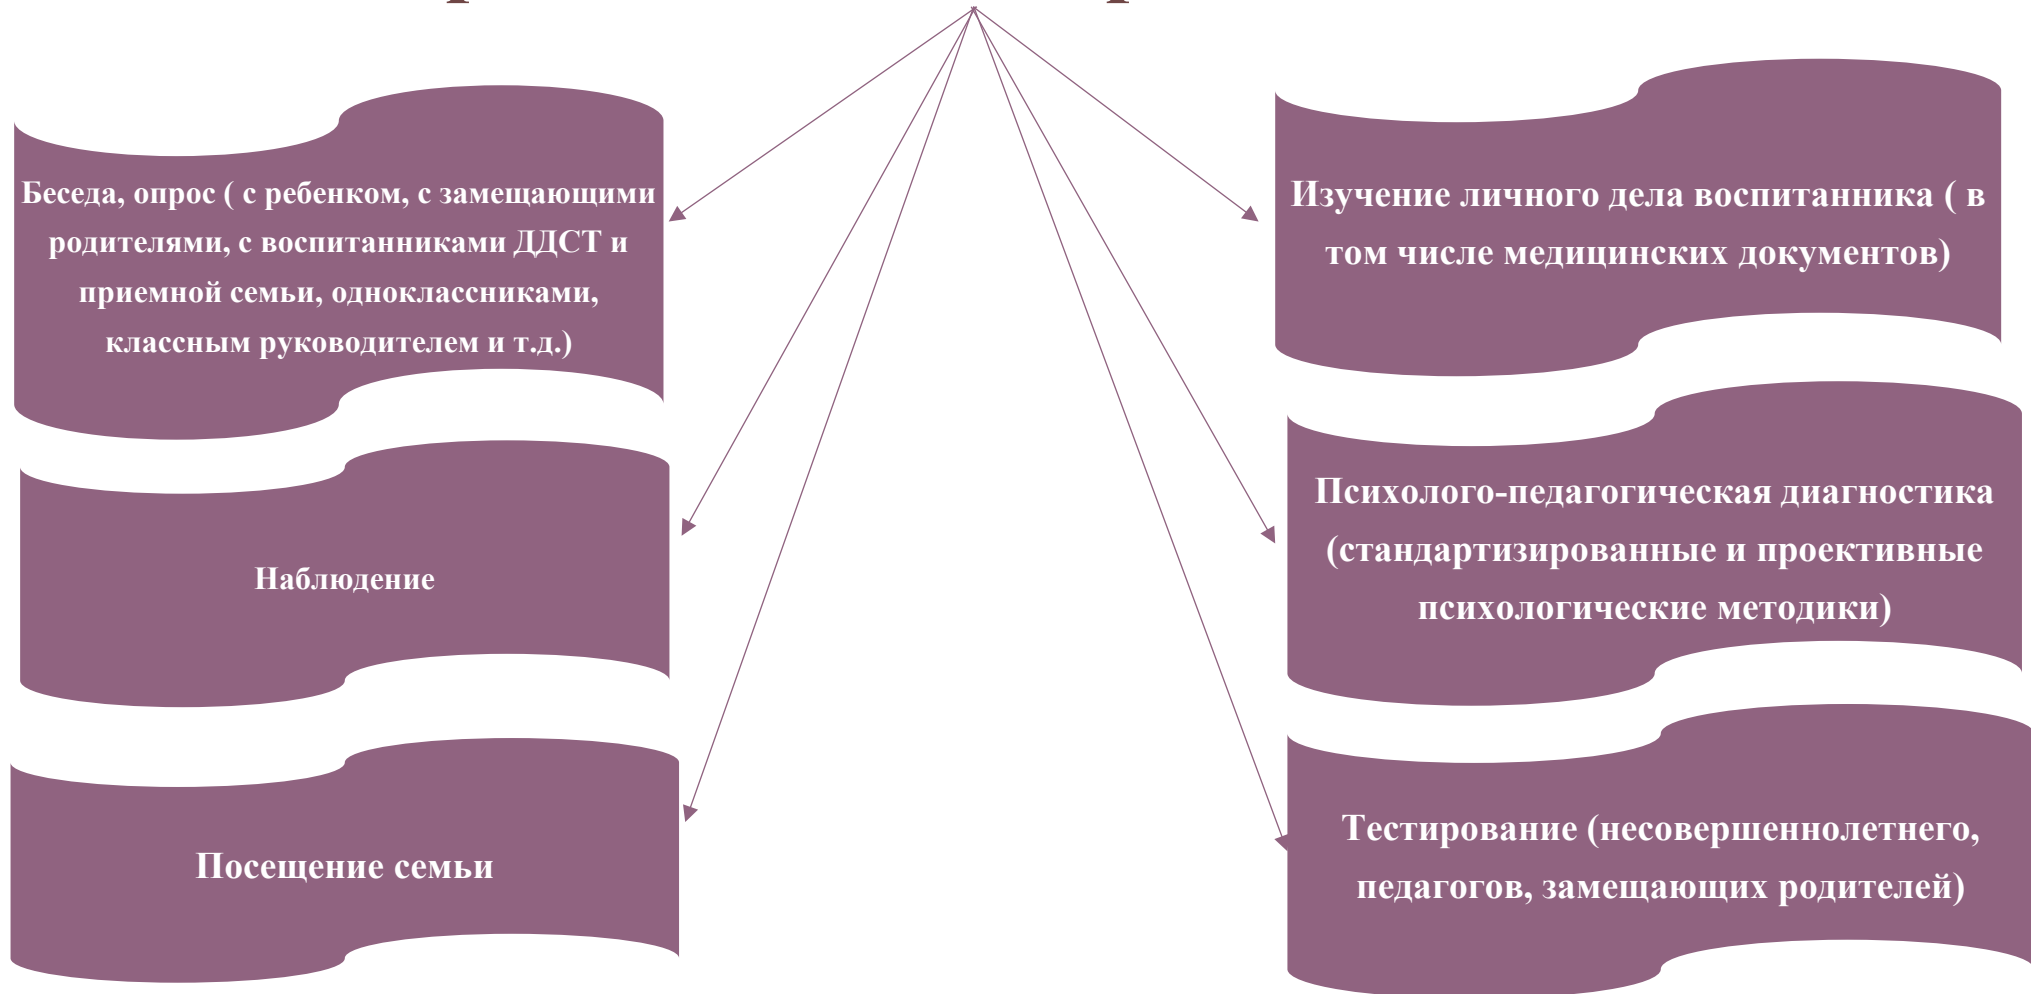 Беседа, опрос ( с ребенком, с замещающими
родителями, с воспитанниками ДДСТ и
приемной семьи, одноклассниками,
классным руководителем и т.д.)
Наблюдение
Посещение семьи
Изучение личного дела воспитанника ( в
том числе медицинских документов)
Психолого-педагогическая диагностика
(стандартизированные и проективные
психологические методики)
Тестирование (несовершеннолетнего,
педагогов, замещающих родителей)